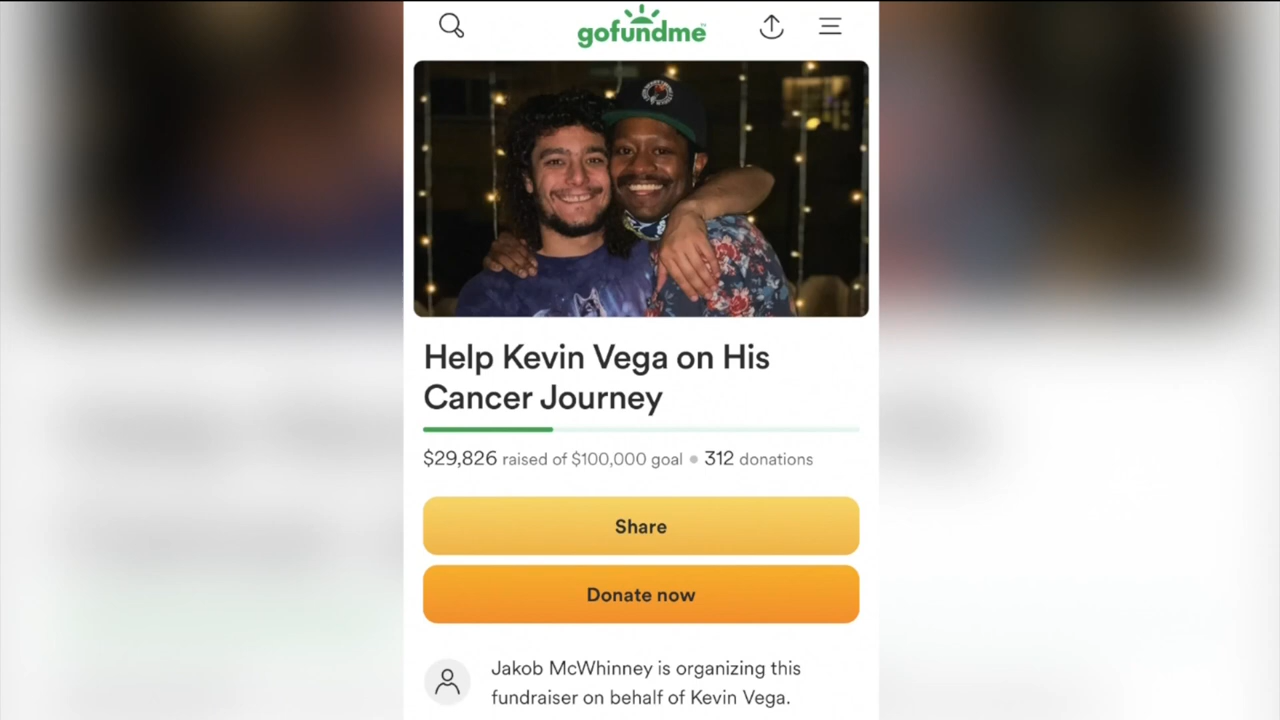 gofundme
Help Kevin Vega on His
Cancer Journey
$29,826 raised of $100,000 goal • 312 donations
Share
Donate now
Jakob McWhinney is organizing this
fundraiser on behalf of Kevin Vega.